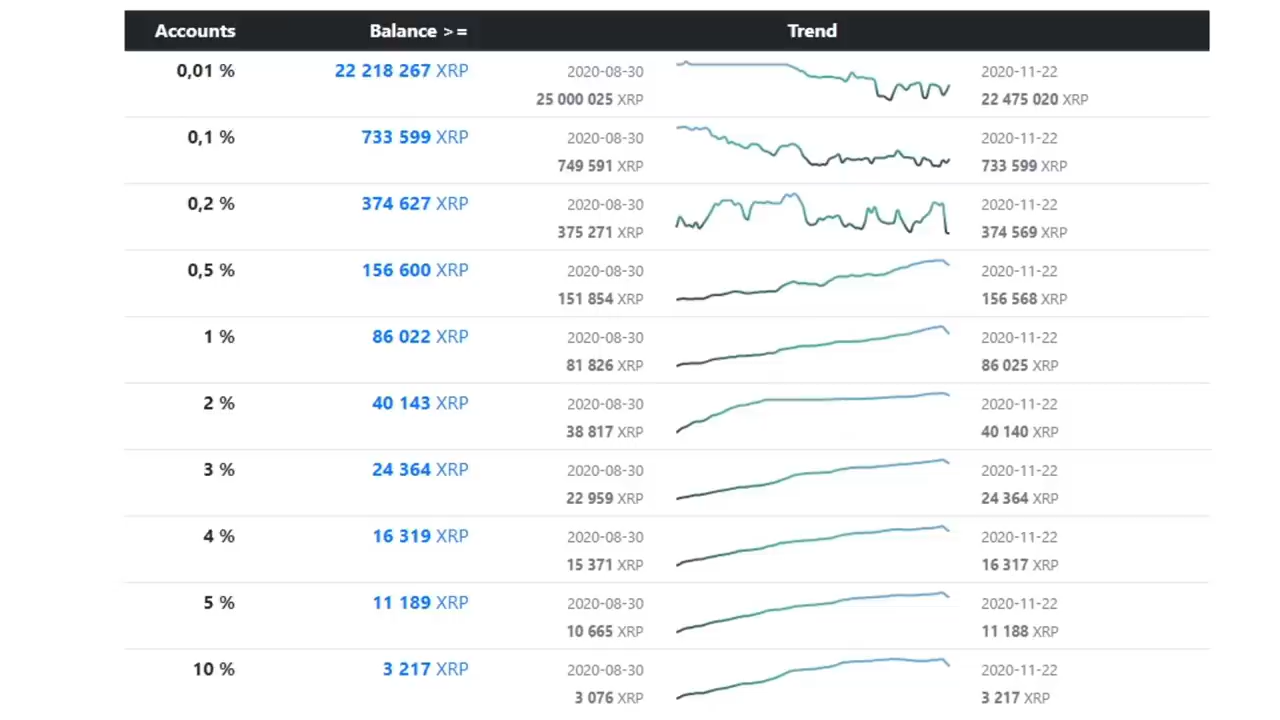 Accounts Balance >= Trend
0,01 % 22 218 267 XRP 2020-08-30 2020-11-22
25 000 025 XRP 22 475 020 XRP
0,1 % 733 599 XRP 2020-08-30 2020-11-22
749 591 XRP 733 599 XRP
0,2 % 374 627 XRP 2020-08-30 2020-11-22
375 271 XRP 374 569 XRP
0,5 % 156 600 XRP 2020-08-30 2020-11-22
151 854 XRP 156 568 XRP
1 % 86 022 XRP 2020-08-30 2020-11-22
81 826 XRP 86 025 XRP
2 % 40 143 XRP 2020-08-30 2020-11-22
38 817 XRP 40 140 XRP
3 % 24 364 XRP 2020-08-30 2020-11-22
22 959 XRP 24 364 XRP
4 % 16 319 XRP 2020-08-30 2020-11-22
15 371 XRP 16 317 XRP
5 % 11 189 XRP 2020-08-30 2020-11-22
10 665 XRP 11 188 XRP
10 % 3 217 XRP 2020-08-30 2020-11-22
3 076 XRP 3 217 XRP